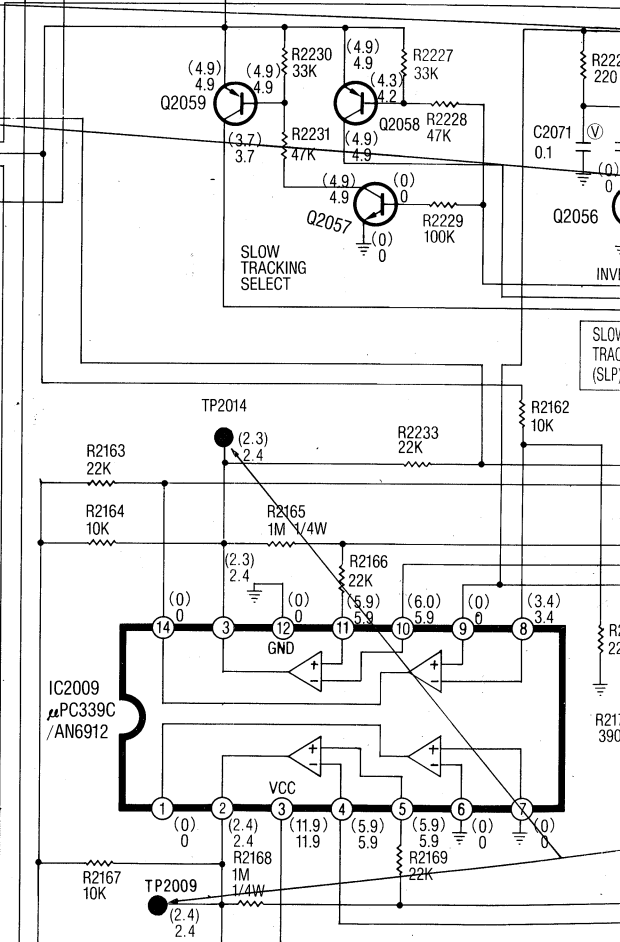 R2230
33K
(4.9)
4.9
R2227
33K
R222
220
(4.9)
4.9
(4.9)
4.9
(4.3)
4.2
Q2059
Q2058
R2228
47K
C2071
0.1
V
(3.7)
3.7
R2231
47K
(4.9)
4.9
(0)
0
(4.9)
4.9
(0)
0
Q2057
R2229
100K
Q2056
(0)
0
SLOW
TRACKING
SELECT
INV
SLOW
TRAC
(SLP)
TP2014
R2162
10K
(2.3)
2.4
R2233
22K
R2163
22K
R2164
10K
R2165
1M 1/4W
(2.3)
2.4
R2166
22K
(0)
0
(0)
0
(5.9)
5.9
(6.0)
5.9
(0)
0
(3.4)
3.4
14
3
12
11
10
9
8
GND
R2
22
+
−
+
−
IC2009
µPC339C
/AN6912
R217
390
+
−
+
−
VCC
1
2
3
4
5
6
7
(0)
0
(2.4)
2.4
(11.9)
11.9
(5.9)
5.9
(5.9)
5.9
(0)
0
(0)
0
R2168
1M
1/4W
R2169
22K
R2167
10K
TP2009
(2.4)
2.4